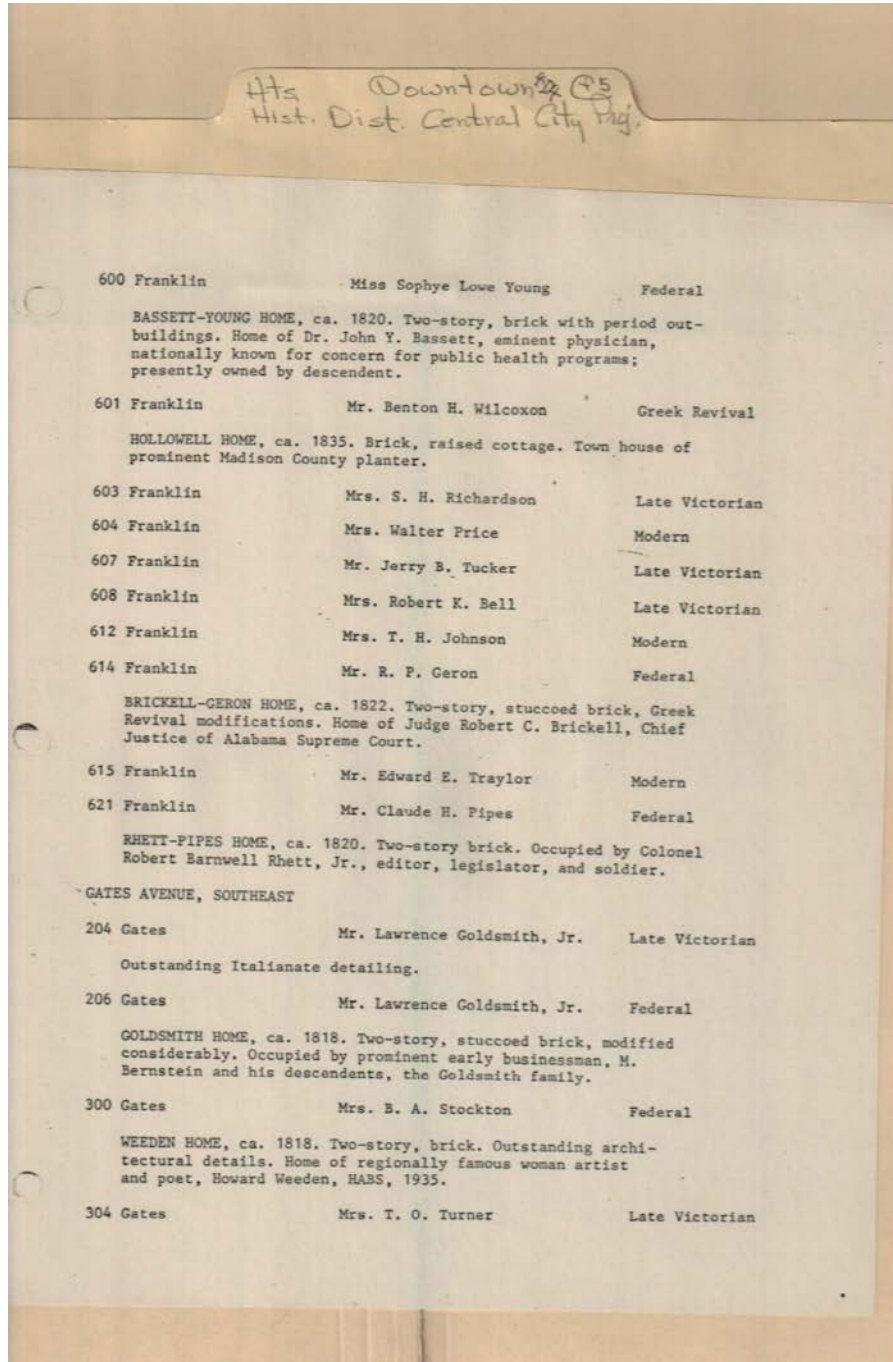 Hts Downtown
Hist. Dist. Central City Proj.
600 Franklin Miss Sophye Lowe Young Federal
BASSETT-YOUNG HOME, ca. 1820. Two-story, brick with period out-
buildings. Home of Dr. John Y. Bassett, eminent physician,
nationally known for concern for public health programs;
presently owned by descendent.
601 Franklin Mr. Benton H. Wilcoxon Greek Revival
HOLLOWELL HOME, ca. 1835. Brick, raised cottage. Town house of
prominent Madison County planter.
603 Franklin Mrs. S. H. Richardson Late Victorian
604 Franklin Mrs. Walter Price Modern
607 Franklin Mr. Jerry B. Tucker Late Victorian
608 Franklin Mrs. Robert K. Bell Late Victorian
612 Franklin Mrs. T. H. Johnson Modern
614 Franklin Mr. R. P. Geron Federal
BRICKELL-GERON HOME, ca. 1822. Two-story, stuccoed brick, Greek
Revival modifications. Home of Judge Robert C. Brickell, Chief
Justice of Alabama Supreme Court.
615 Franklin Mr. Edward E. Traylor Modern
621 Franklin Mr. Claude H. Pipes Federal
RHETT-PIPES HOME, ca. 1820. Two-story brick. Occupied by Colonel
Robert Barnwell Rhett, Jr., editor, legislator, and soldier.
GATES AVENUE, SOUTHEAST
204 Gates Mr. Lawrence Goldsmith, Jr. Late Victorian
Outstanding Italianate detailing.
206 Gates Mr. Lawrence Goldsmith, Jr. Federal
GOLDSMITH HOME, ca. 1818. Two-story, stuccoed brick, modified
considerably. Occupied by prominent early businessman, M.
Bernstein and his descendents, the Goldsmith family.
300 Gates Mrs. B. A. Stockton Federal
WEEDEN HOME, ca. 1818. Two-story, brick. Outstanding archi-
tectural details. Home of regionally famous woman artist
and poet, Howard Weeden, HABS, 1935.
304 Gates Mrs. T. O. Turner Late Victorian